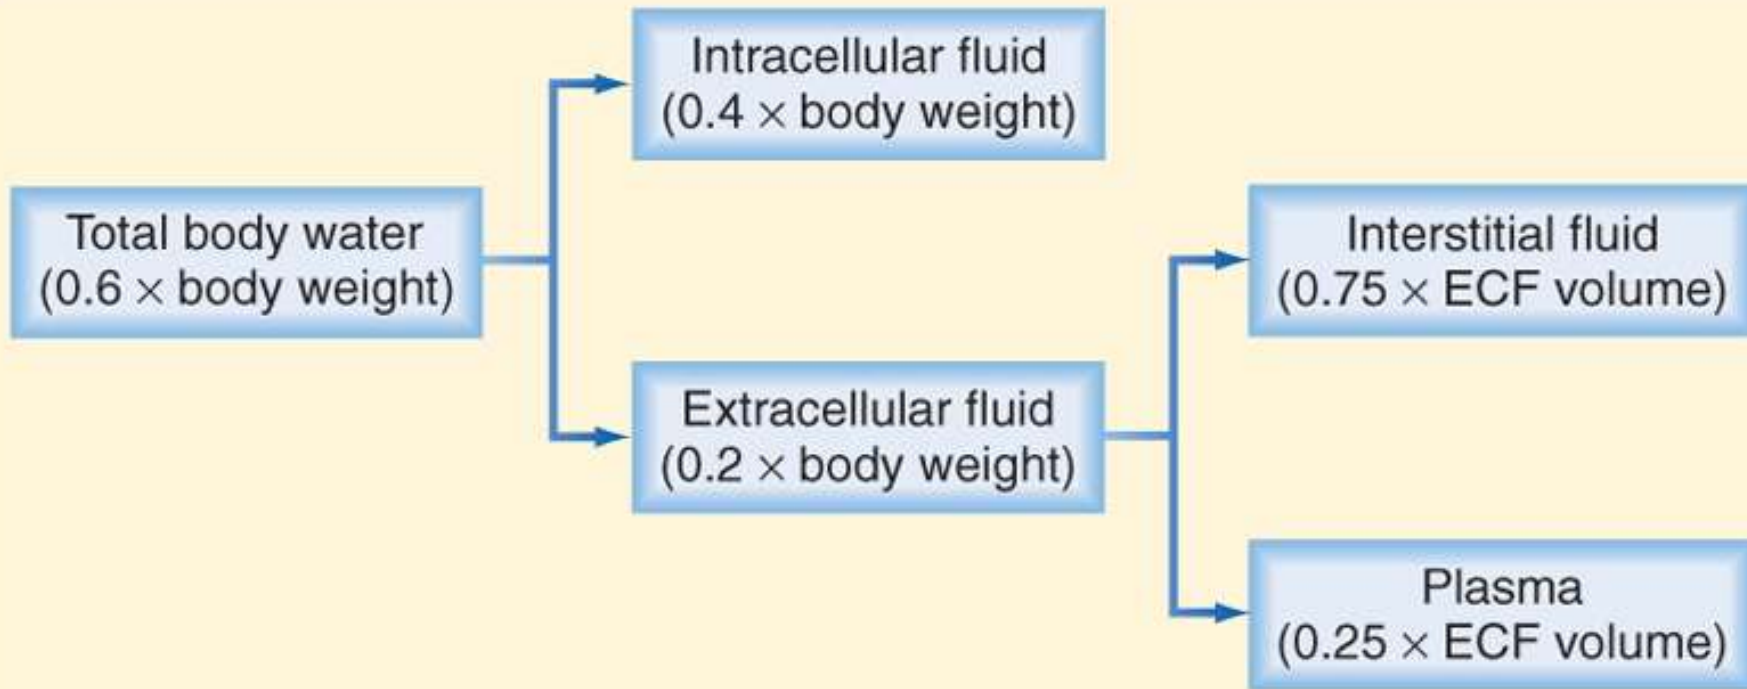 Total body water
(0.6 × body weight)
Intracellular fluid
(0.4 × body weight)
Extracellular fluid
(0.2 × body weight)
Interstitial fluid
(0.75 × ECF volume)
Plasma
(0.25 × ECF volume)